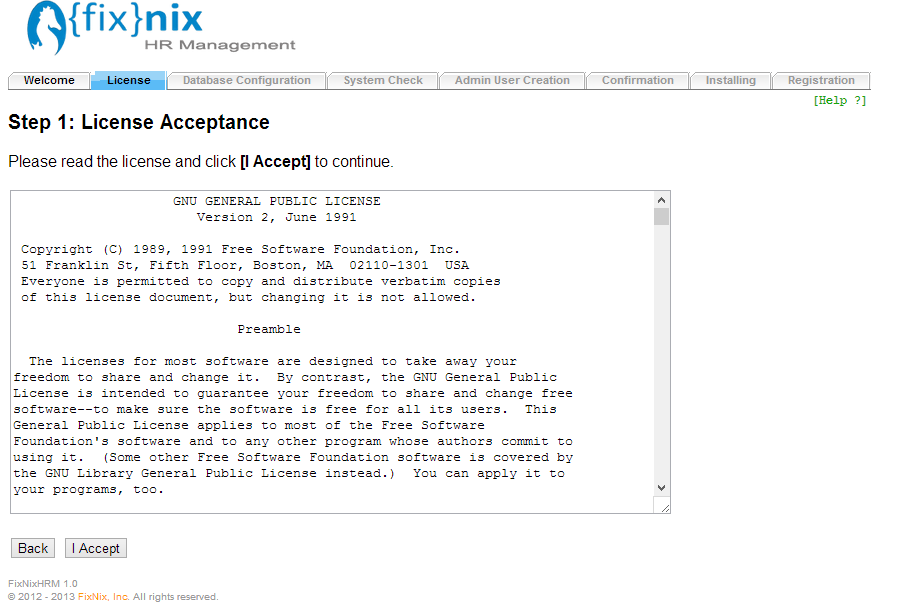 {fix}nix
HR Management
Welcome License Database Configuration System Check Admin User Creation Confirmation Installing Registration
[Help ?]
Step 1: License Acceptance
Please read the license and click [I Accept] to continue.
GNU GENERAL PUBLIC LICENSE
Version 2, June 1991
Copyright (C) 1989, 1991 Free Software Foundation, Inc.
51 Franklin St, Fifth Floor, Boston, MA  02110-1301  USA
Everyone is permitted to copy and distribute verbatim copies
of this license document, but changing it is not allowed.
Preamble
The licenses for most software are designed to take away your
freedom to share and change it.  By contrast, the GNU General Public
License is intended to guarantee your freedom to share and change free
software--to make sure the software is free for all its users.  This
General Public License applies to most of the Free Software
Foundation's software and to any other program whose authors commit to
using it.  (Some other Free Software Foundation software is covered by
the GNU Library General Public License instead.)  You can apply it to
your programs, too.
Back I Accept
FixNixHRM 1.0
© 2012 - 2013 FixNix, Inc. All rights reserved.